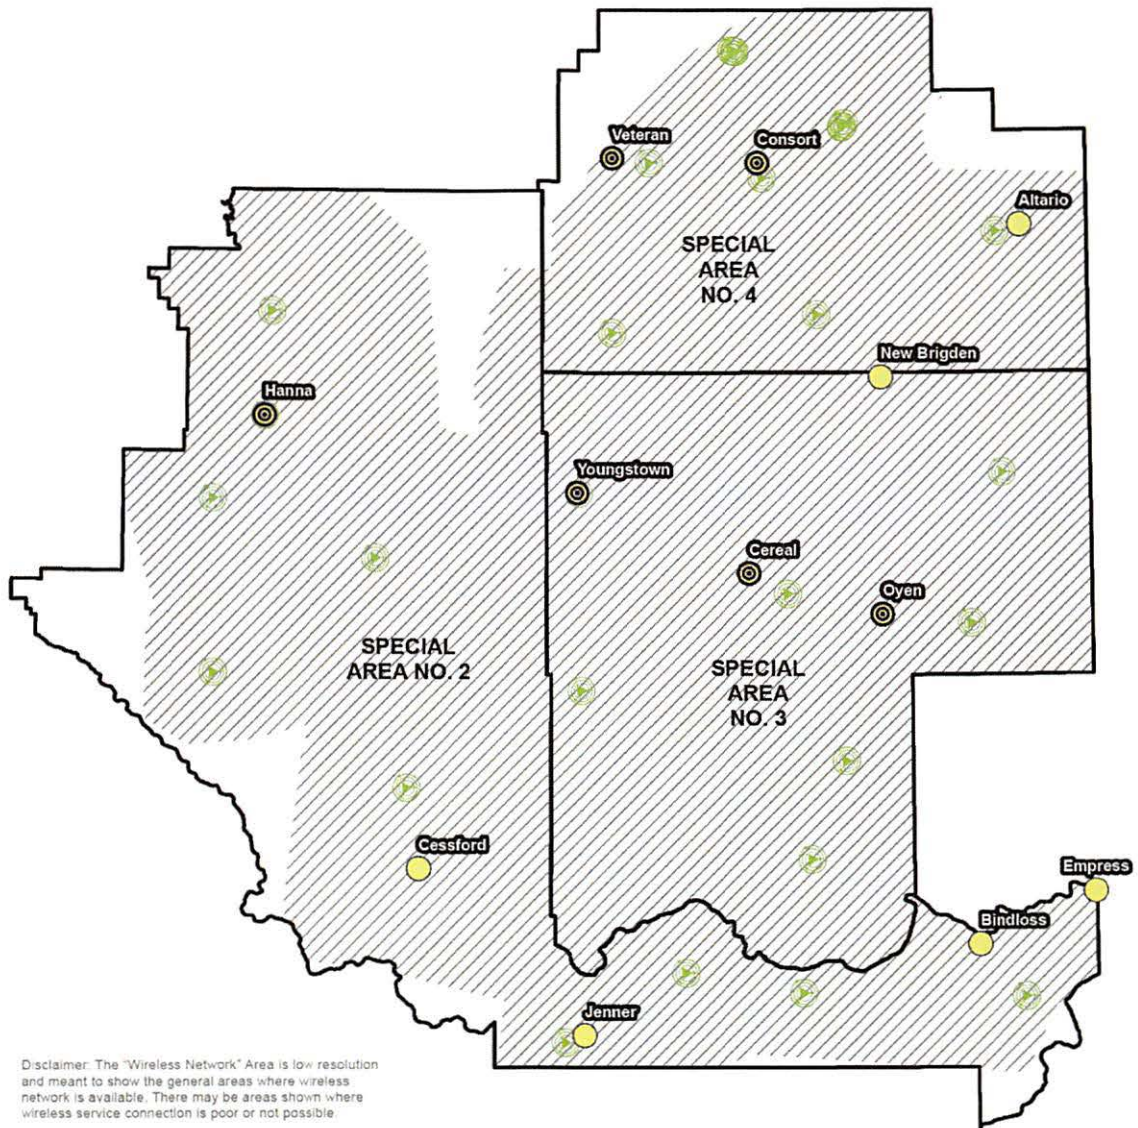 Veteran
Consort
Altario
SPECIAL
AREA
NO. 4
New Brigden
Hanna
Youngstown
Cereal
Oyen
SPECIAL
AREA NO. 2
SPECIAL
AREA
NO. 3
Cessford
Empress
Bindloss
Jenner
Disclaimer: The "Wireless Network" Area is low resolution
and meant to show the general areas where wireless
network is available. There may be areas shown where
wireless service connection is poor or not possible.